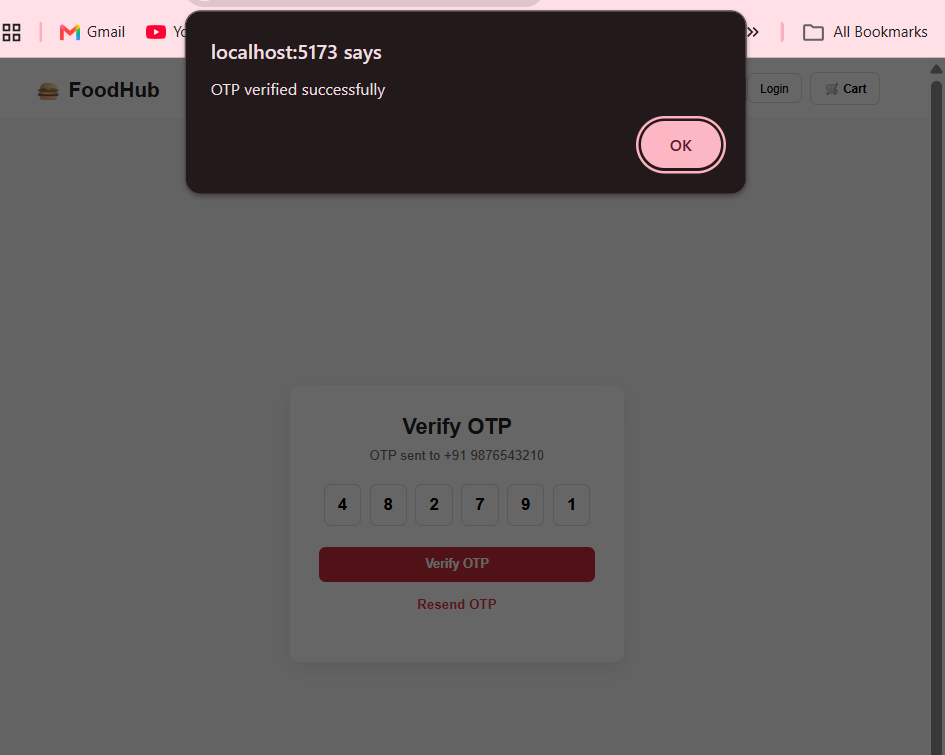 Gmail
All Bookmarks
localhost:5173 says
OTP verified successfully
OK
FoodHub
Login
Cart
Verify OTP
OTP sent to +91 9876543210
4 8 2 7 9 1
Verify OTP
Resend OTP